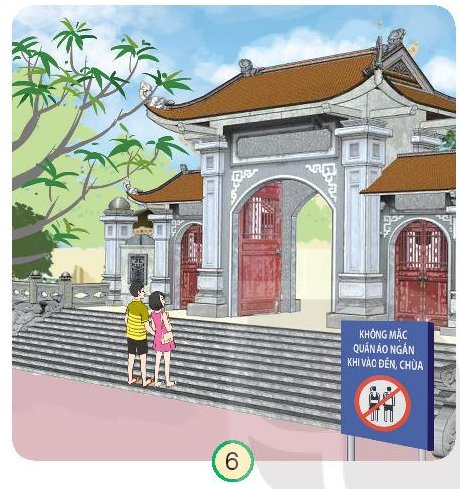 KHÔNG MẶC
QUẦN ÁO NGẮN
KHI VÀO ĐỀN, CHÙA
6